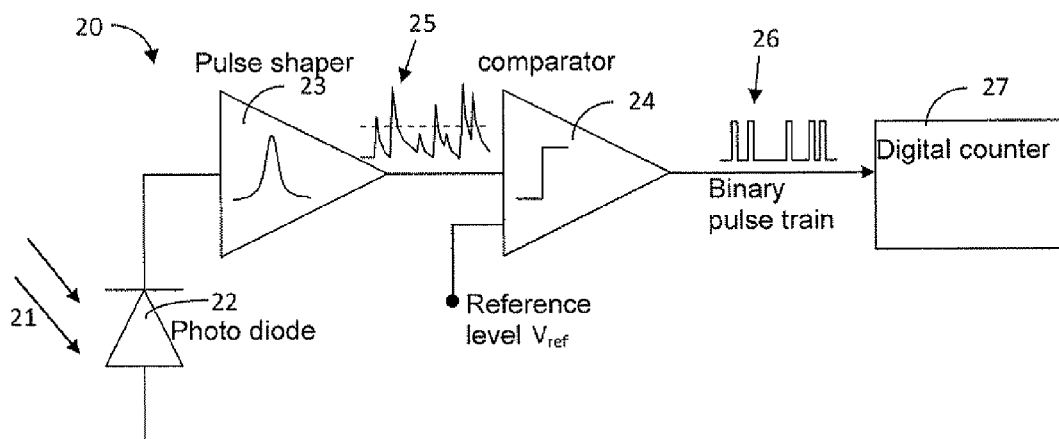 20
25
26
Pulse shaper
comparator
23
24
27
Digital counter
Binary
pulse train
22
Photo diode
21
Reference
level Vref